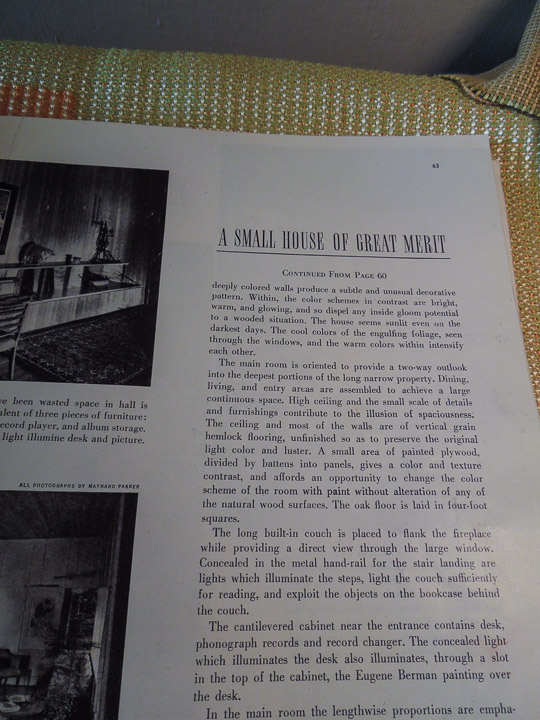 63
A SMALL HOUSE OF GREAT MERIT
CONTINUED FROM PAGE 60
deeply colored walls produce a subtle and unusual decorative
pattern. Within, the color schemes in contrast are bright,
warm, and glowing, and so dispel any inside gloom potential
to a wooded situation. The house seems sunlit even on the
darkest days. The cool colors of the engulfing foliage, seen
through the windows, and the warm colors within intensify
each other.
The main room is oriented to provide a two-way outlook
into the deepest portions of the long narrow property. Dining,
living, and entry areas are assembled to achieve a large
continuous space. High ceiling and the small scale of details
and furnishings contribute to the illusion of spaciousness.
The ceiling and most of the walls are of vertical grain
hemlock flooring, unfinished so as to preserve the original
light color and luster. A small area of painted plywood,
divided by battens into panels, gives a color and texture
contrast, and affords an opportunity to change the color
scheme of the room with paint without alteration of any of
the natural wood surfaces. The oak floor is laid in four-foot
squares.
The long built-in couch is placed to flank the fireplace
while providing a direct view through the large window.
Concealed in the metal hand-rail for the stair landing are
lights which illuminate the steps, light the couch sufficiently
for reading, and exploit the objects on the bookcase behind
the couch.
The cantilevered cabinet near the entrance contains desk,
phonograph records and record changer. The concealed light
which illuminates the desk also illuminates, through a slot
in the top of the cabinet, the Eugene Berman painting over
the desk.
In the main room the lengthwise proportions are empha-
ve been wasted space in hall is
ulent of three pieces of furniture:
ecord player, and album storage.
light illumine desk and picture.
ALL PHOTOGRAPHS BY MAYNARD PARKER